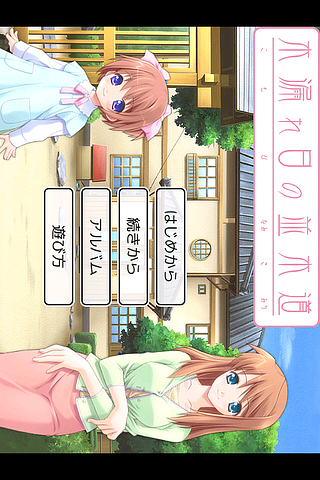 木漏れ日の並木道
はじめから
続きから
アルバム
遊び方